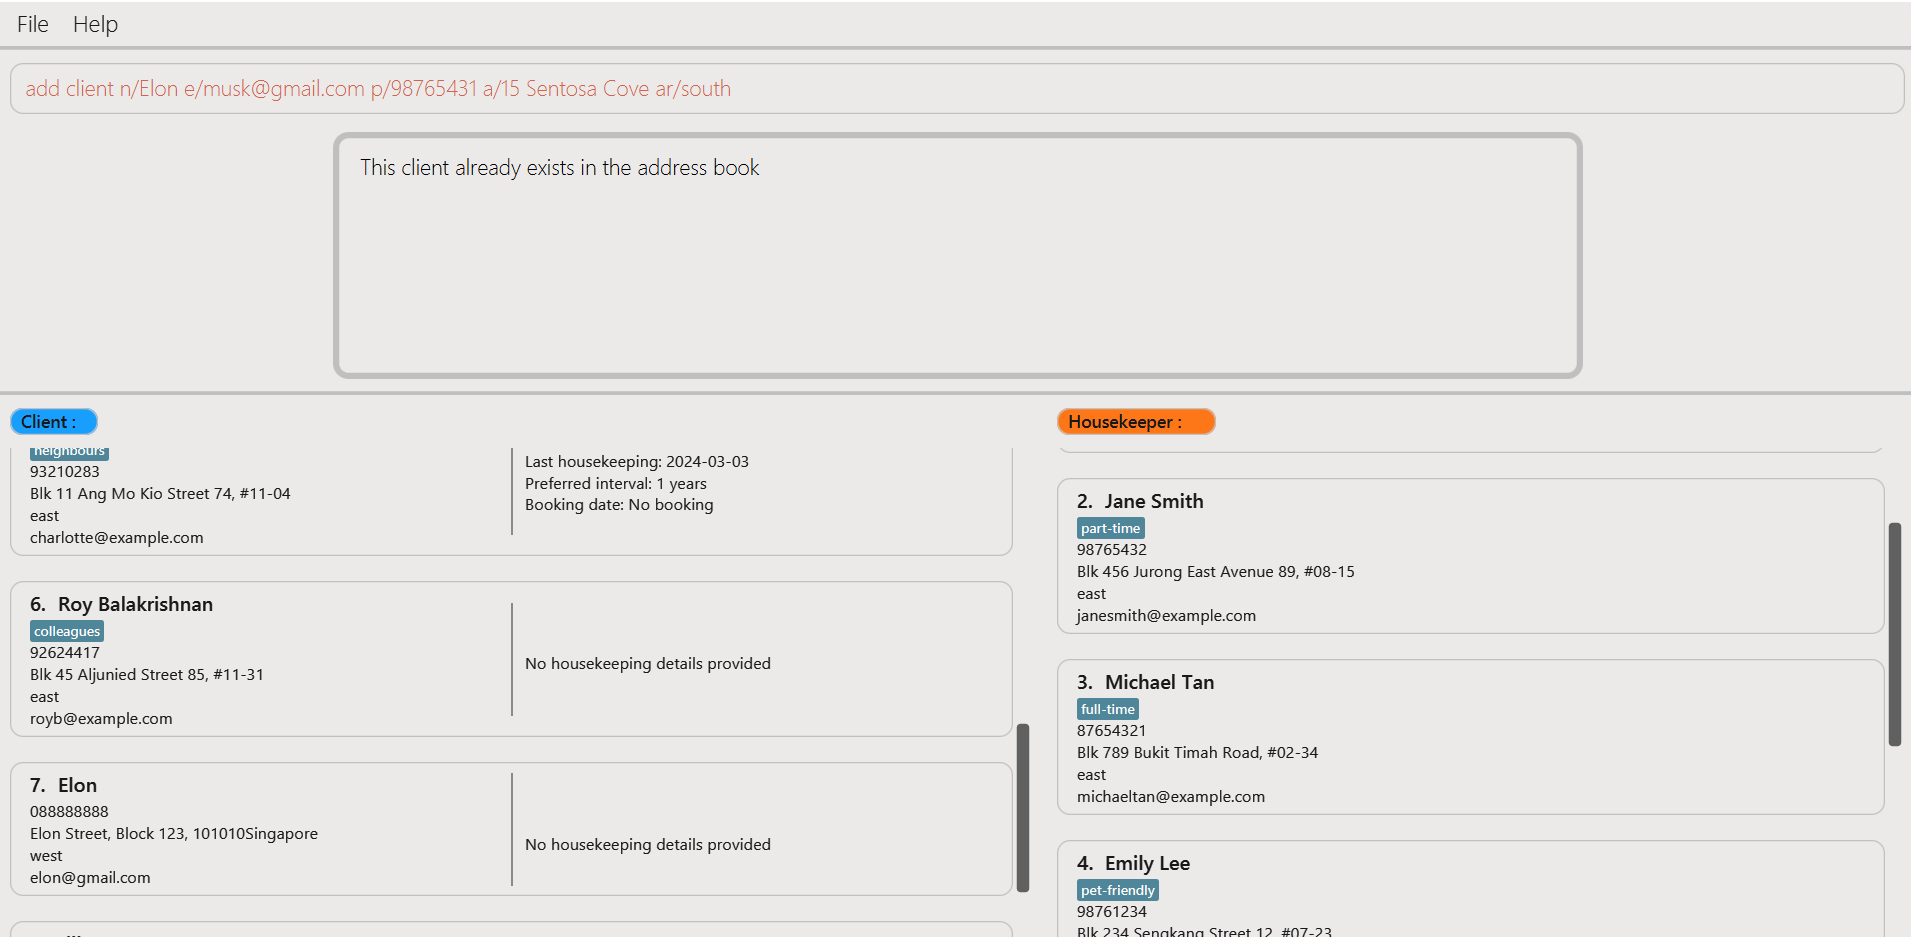 File Help
add client n/Elon e/musk@gmail.com p/98765431 a/15 Sentosa Cove ar/south
This client already exists in the address book
Client :
neighbours
93210283
Blk 11 Ang Mo Kio Street 74, #11-04
east
charlotte@example.com
Last housekeeping: 2024-03-03
Preferred interval: 1 years
Booking date: No booking
6. Roy Balakrishnan
colleagues
92624417
Blk 45 Aljunied Street 85, #11-31
east
royb@example.com
No housekeeping details provided
7. Elon
088888888
Elon Street, Block 123, 101010Singapore
west
elon@gmail.com
No housekeeping details provided
Housekeeper :
2. Jane Smith
part-time
98765432
Blk 456 Jurong East Avenue 89, #08-15
east
janesmith@example.com
3. Michael Tan
full-time
87654321
Blk 789 Bukit Timah Road, #02-34
east
michaeltan@example.com
4. Emily Lee
pet-friendly
98761234
Blk 234 Sengkang Street 12, #07-23